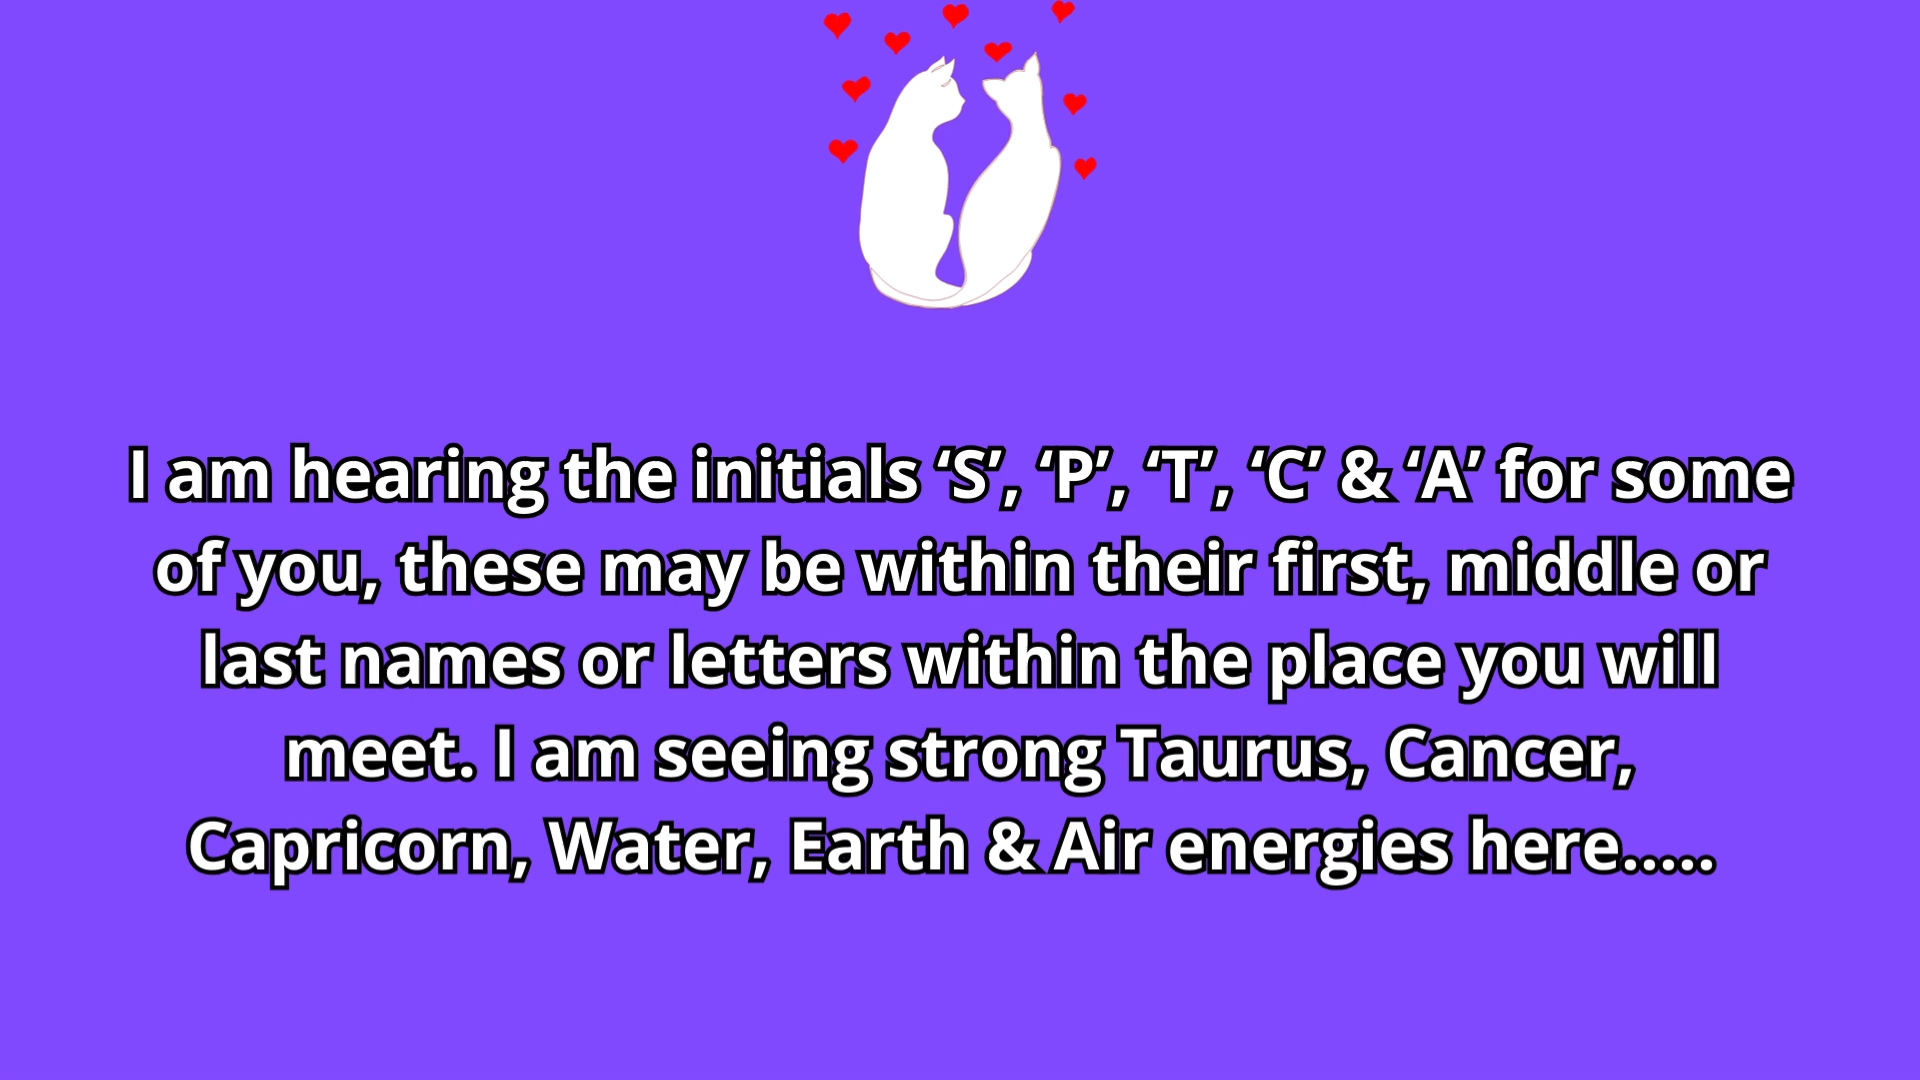 I am hearing the initials ‘S’, ‘P’, ‘T’, ‘C’ & ‘A’ for some
of you, these may be within their first, middle or
last names or letters within the place you will
meet. I am seeing strong Taurus, Cancer,
Capricorn, Water, Earth & Air energies here.....